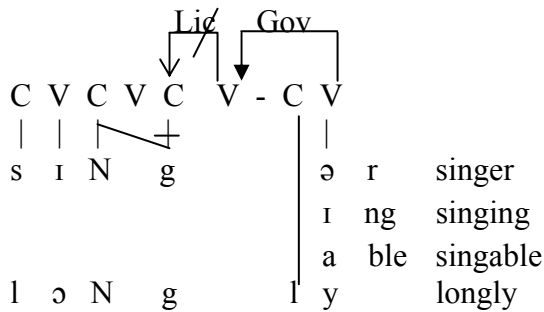 Lic Gov
C V C V C V - C V
s ɪ N g ə r singer
ɪ ng singing
a ble singable
l ɔ N g l y longly